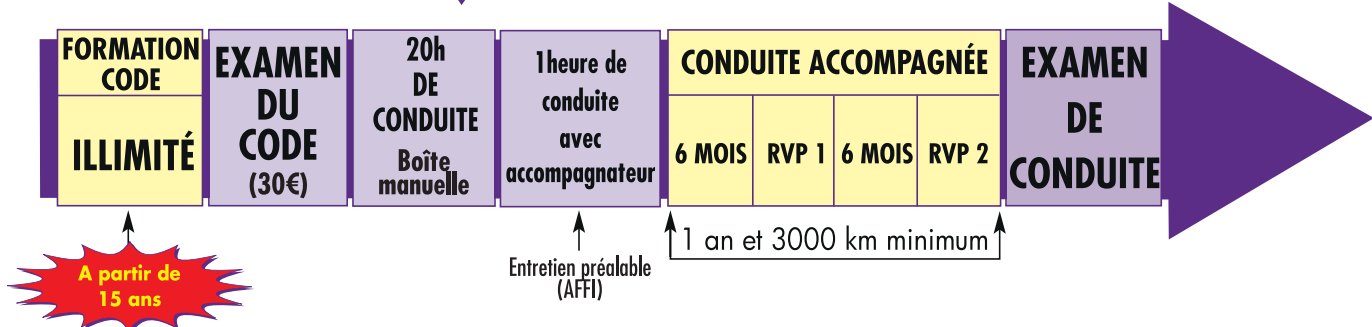 FORMATION
CODE
ILLIMITÉ
EXAMEN
DU
CODE
(30€)
20h
DE
CONDUITE
Boîte
manuelle
1heure de
conduite
avec
accompagnateur
CONDUITE ACCOMPAGNÉE
6 MOIS
RVP 1
6 MOIS
RVP 2
EXAMEN
DE
CONDUITE
A partir de
15 ans
Entretien préalable
(AFFI)
1 an et 3000 km minimum